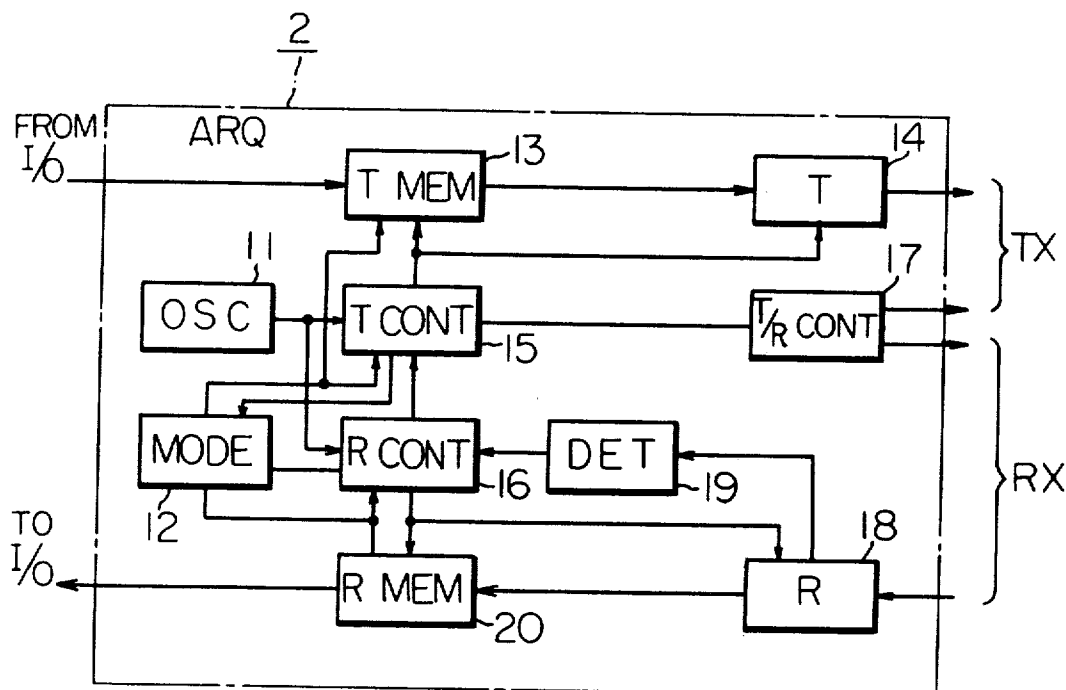 2
FROM
I/O
ARQ
13
T MEM
14
T
TX
11
OSC
T CONT
15
17
T/R CONT
MODE
12
R CONT
16
DET
19
RX
TO
I/O
R MEM
20
18
R